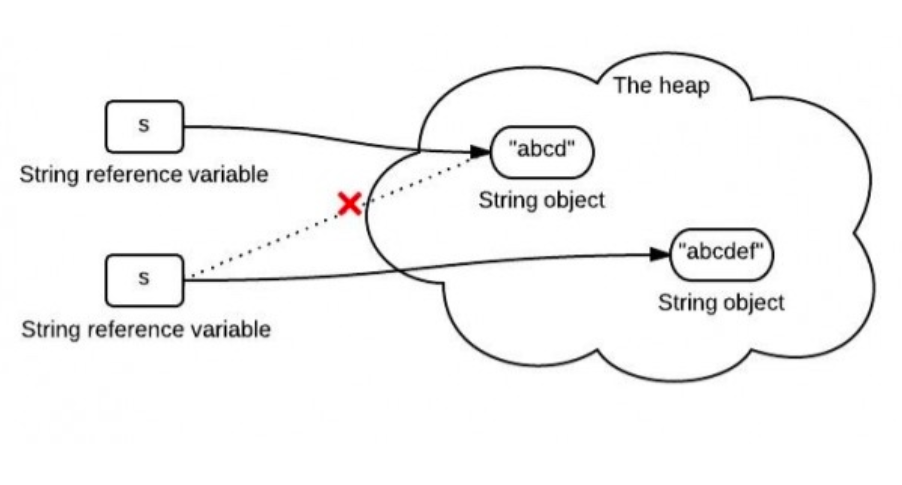 The heap
s
"abcd"
String reference variable
String object
s
"abcdef"
String object
String reference variable